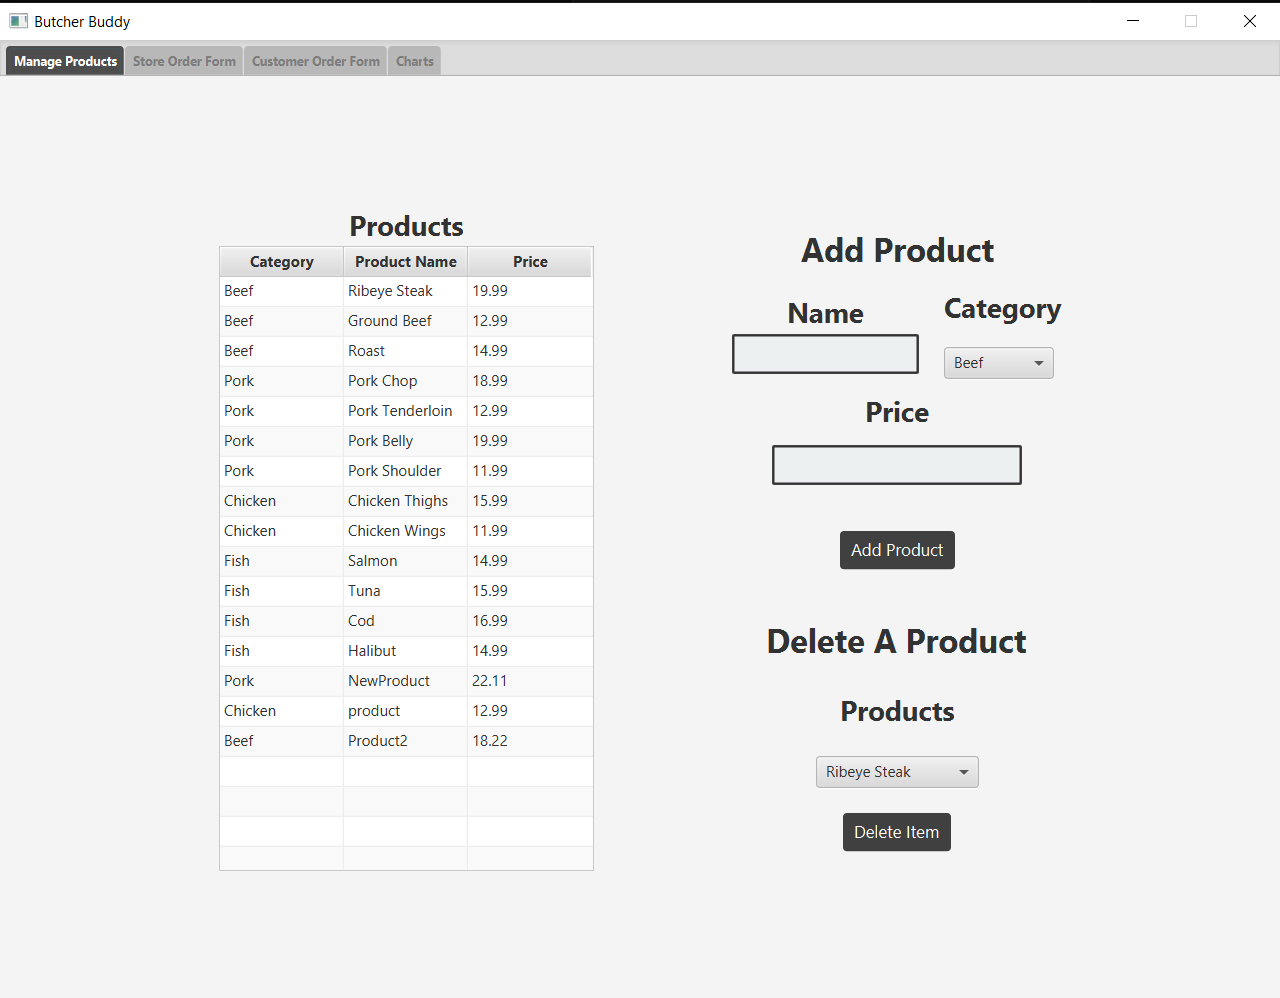 Butcher Buddy
Manage Products Store Order Form Customer Order Form Charts
Products
Category Product Name Price
Beef Ribeye Steak 19.99
Beef Ground Beef 12.99
Beef Roast 14.99
Pork Pork Chop 18.99
Pork Pork Tenderloin 12.99
Pork Pork Belly 19.99
Pork Pork Shoulder 11.99
Chicken Chicken Thighs 15.99
Chicken Chicken Wings 11.99
Fish Salmon 14.99
Fish Tuna 15.99
Fish Cod 16.99
Fish Halibut 14.99
Pork NewProduct 22.11
Chicken product 12.99
Beef Product2 18.22
Add Product
Name Category
Beef
Price
Add Product
Delete A Product
Products
Ribeye Steak
Delete Item